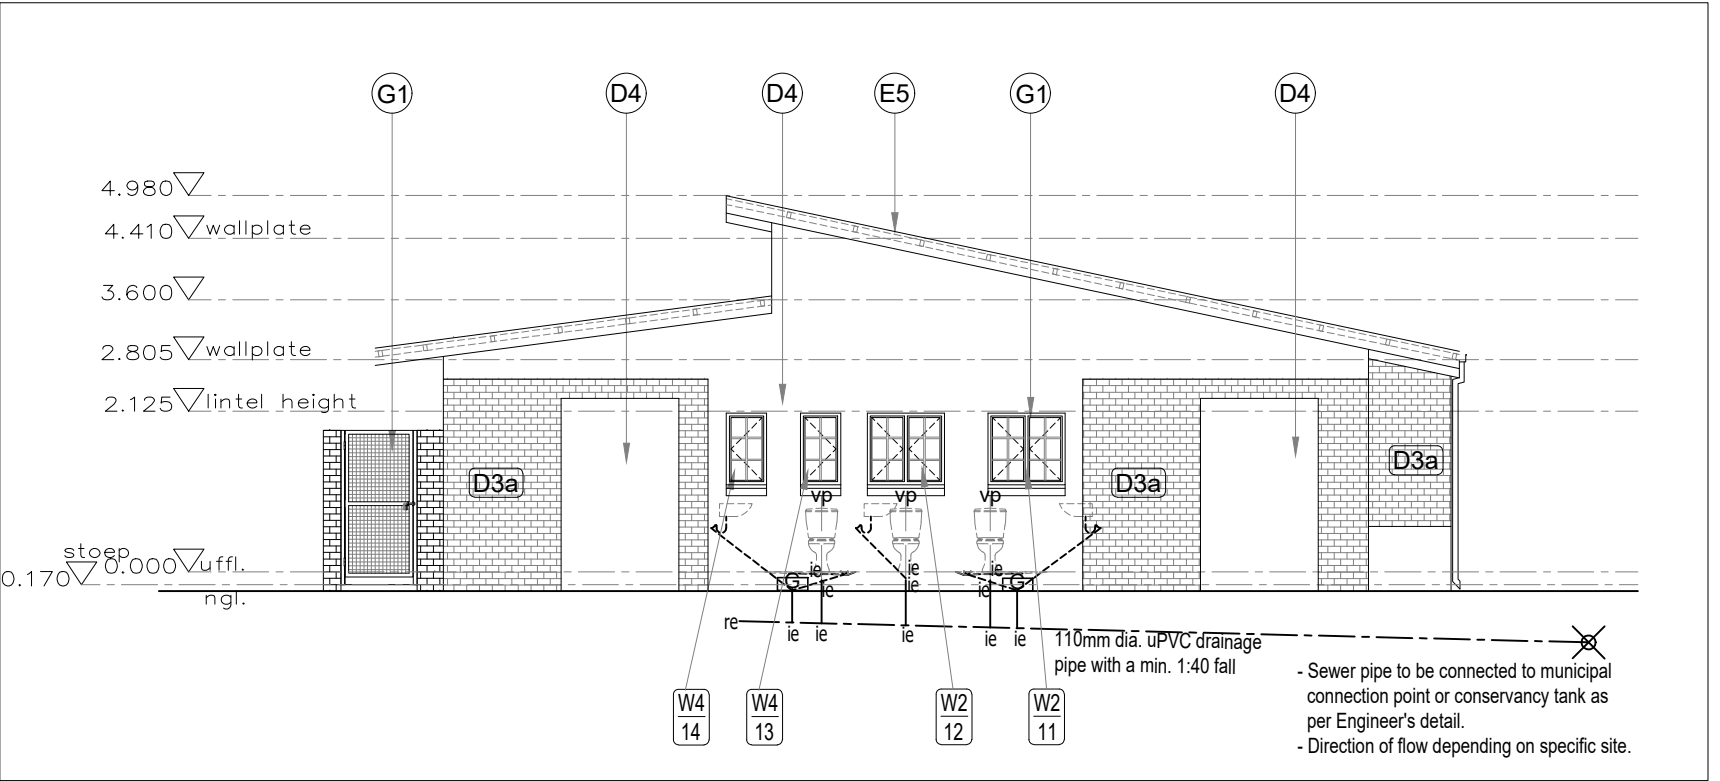 G1
D4
D4
E5
G1
D4
4.980
4.410 wallplate
3.600
2.805 wallplate
2.125 lintel height
D3a
D3a
D3a
vp
vp
vp
stoep
0.000 uffl.
0.170
ngl.
ie
ie
ie
G
ie
ie
G
ie
re
ie
ie
ie
ie
ie
110mm dia. uPVC drainage
pipe with a min. 1:40 fall
- Sewer pipe to be connected to municipal
connection point or conservancy tank as
per Engineer's detail.
- Direction of flow depending on specific site.
W4
14
W4
13
W2
12
W2
11